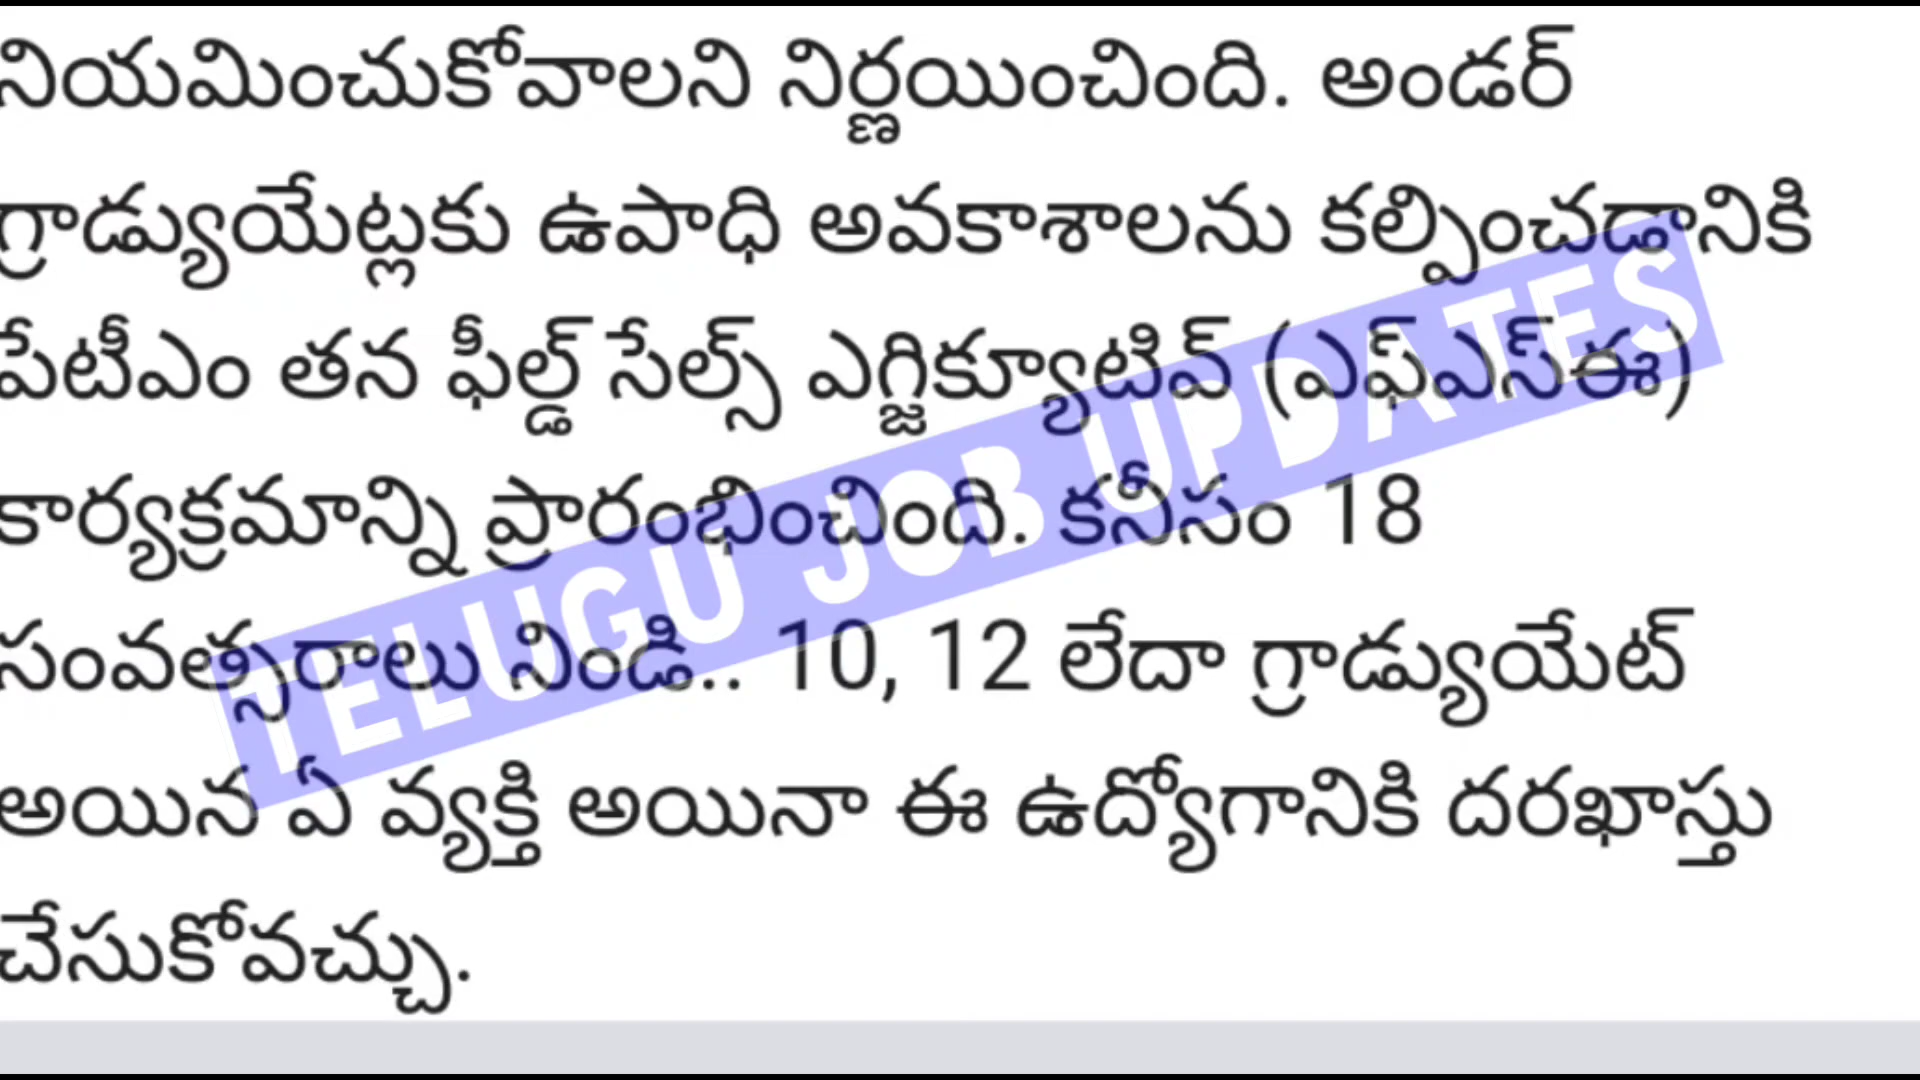 నియమించుకోవాలని నిర్ణయించింది. అండర్
గ్రాడ్యుయేట్లకు ఉపాధి అవకాశాలను కల్పించడానికి
పేటీఎం తన ఫీల్డ్ సేల్స్ ఎగ్జిక్యూటివ్ (ఎఫ్ఎస్ఈ)
కార్యక్రమాన్ని ప్రారంభించింది. కనీసం 18
సంవత్సరాలు నిండి.. 10, 12 లేదా గ్రాడ్యుయేట్
అయిన ఏ వ్యక్తి అయినా ఈ ఉద్యోగానికి దరఖాస్తు
చేసుకోవచ్చు.
TELUGU JOB UPDATES